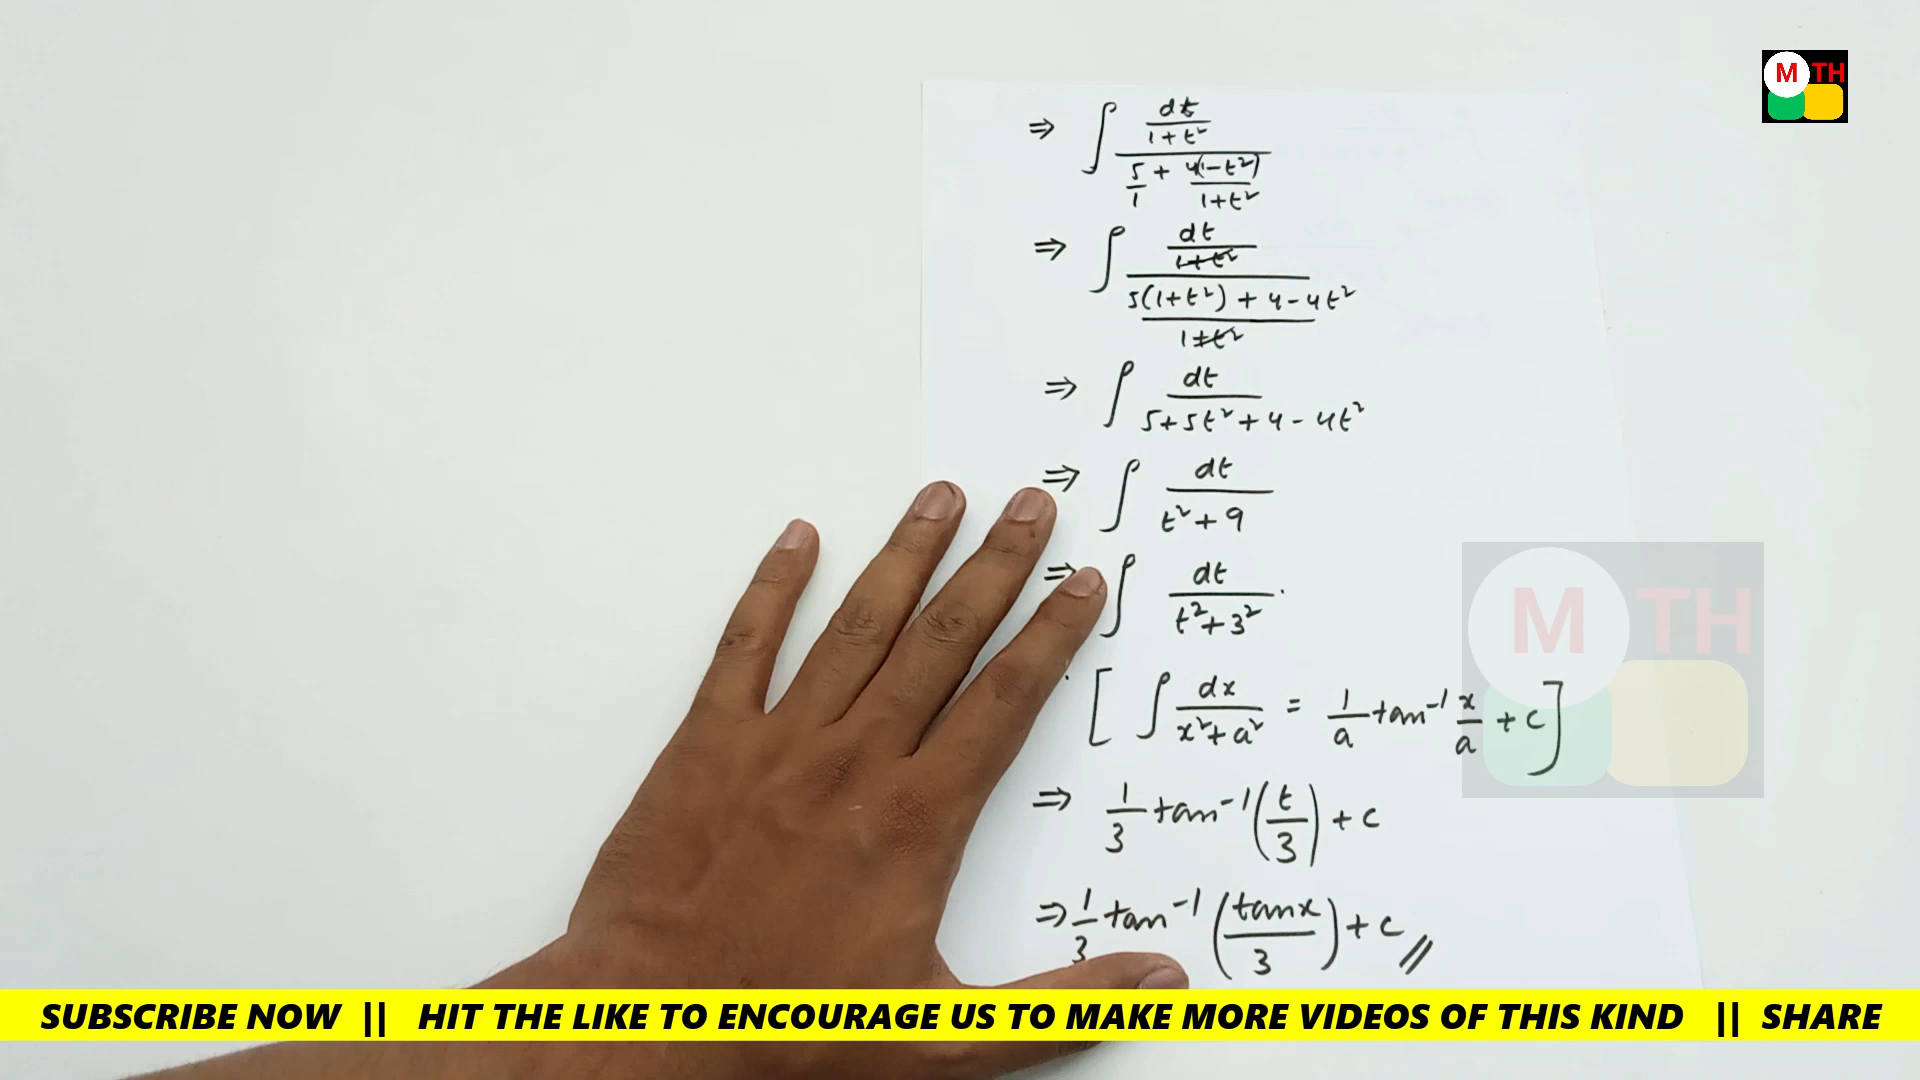 M TH
⇒ ∫ (dt/(1+t²)) / (5/1 + 4(1-t²)/(1+t²))
⇒ ∫ (dt/(1+t²)) / ((5(1+t²) + 4 - 4t²)/(1+t²))
⇒ ∫ dt / (5+5t²+4-4t²)
⇒ ∫ dt / (t²+9)
⇒ ∫ dt / (t²+3²) .
[ ∫ dx/(x²+a²) = 1/a tan⁻¹ x/a + c ]
M TH
⇒ 1/3 tan⁻¹ (t/3) + c
⇒ 1/3 tan⁻¹ (tanx/3) + c //
SUBSCRIBE NOW || HIT THE LIKE TO ENCOURAGE US TO MAKE MORE VIDEOS OF THIS KIND || SHARE